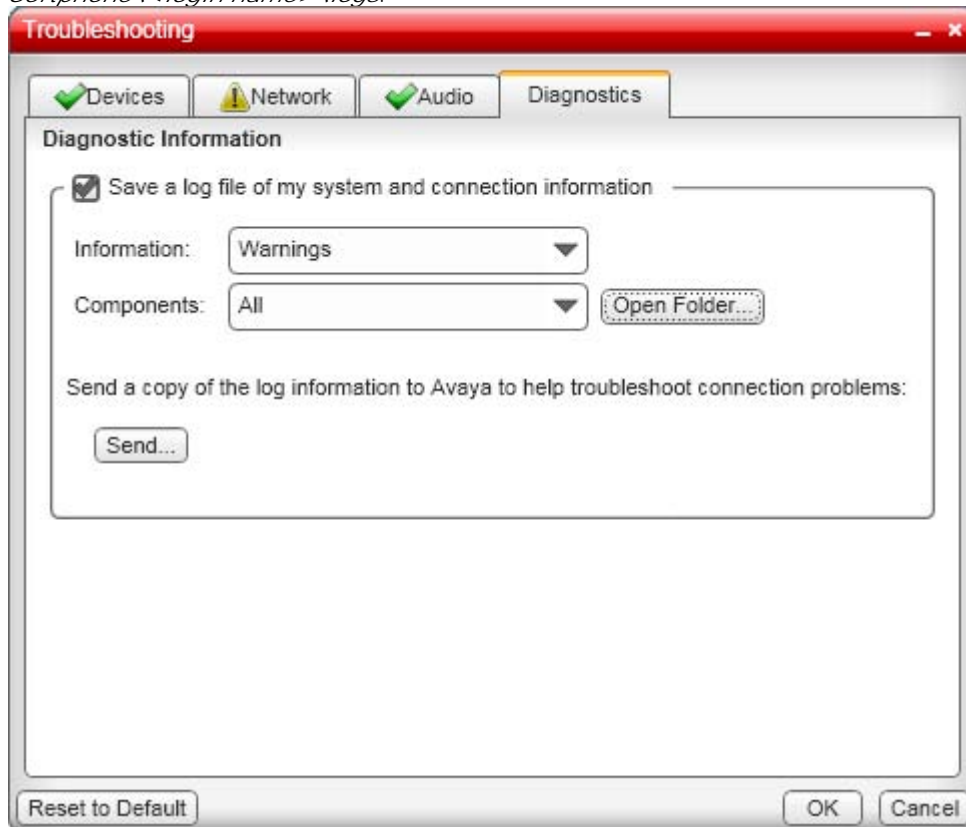 Troubleshooting
Devices
Network
Audio
Diagnostics
Diagnostic Information
Save a log file of my system and connection information
Information:
Warnings
Components:
All
Open Folder...
Send a copy of the log information to Avaya to help troubleshoot connection problems:
Send...
Reset to Default
OK
Cancel